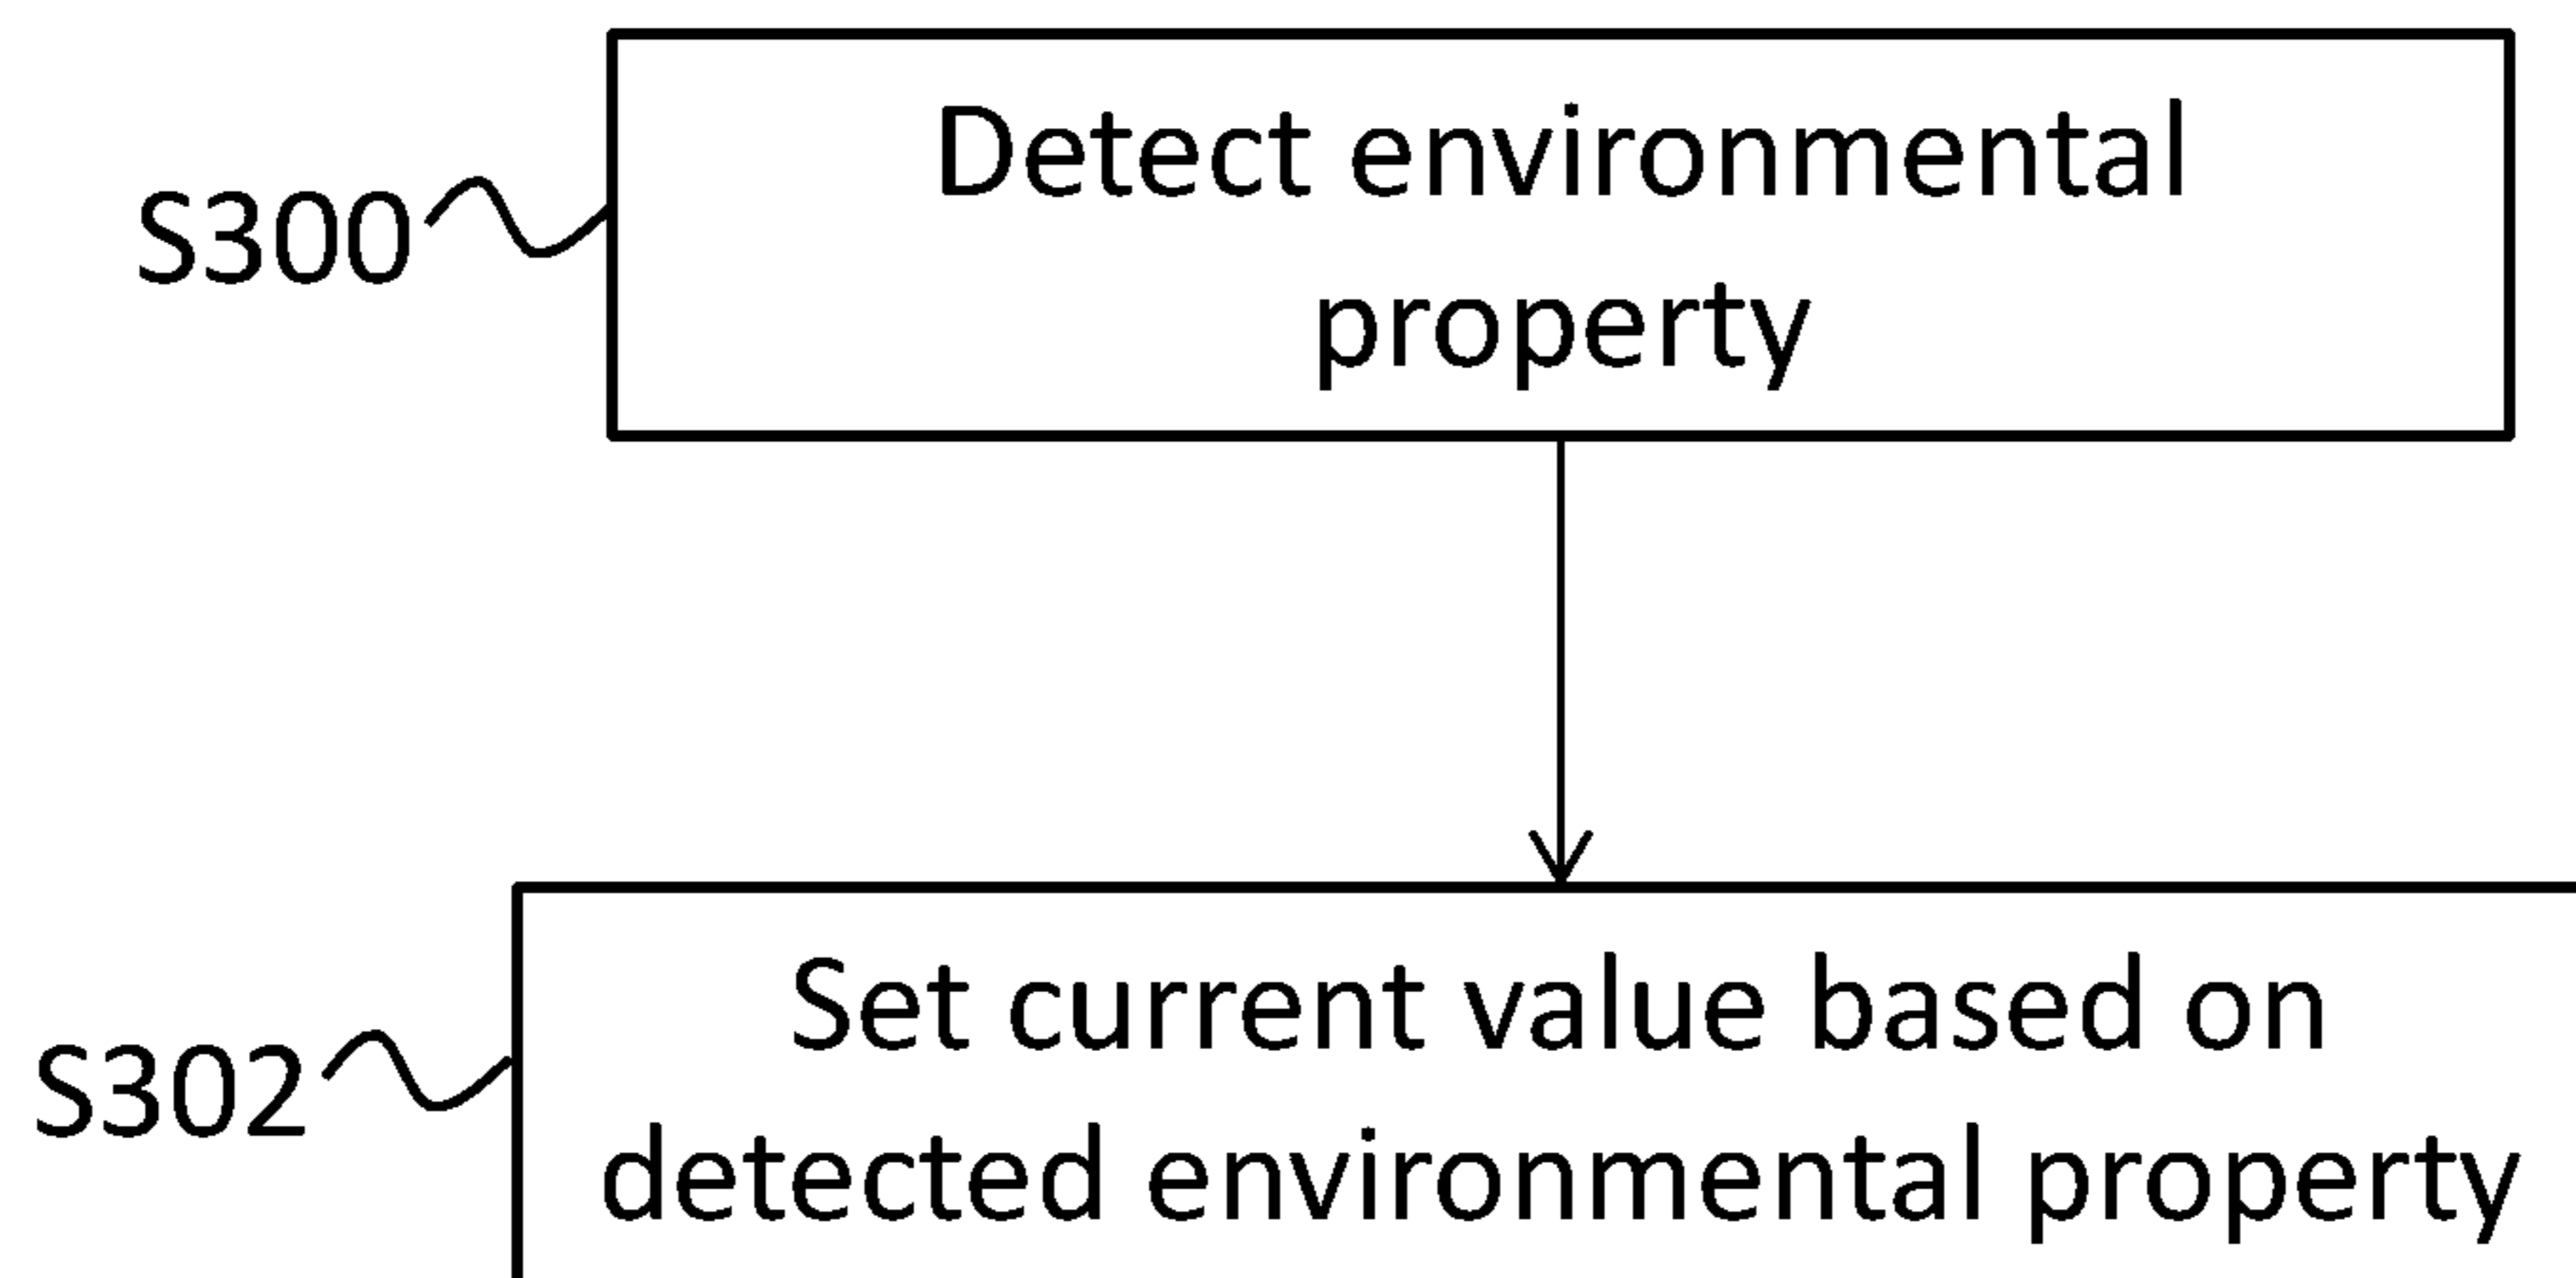 Detect environmental
S300
property
Set current value based on
S302
detected environmental property